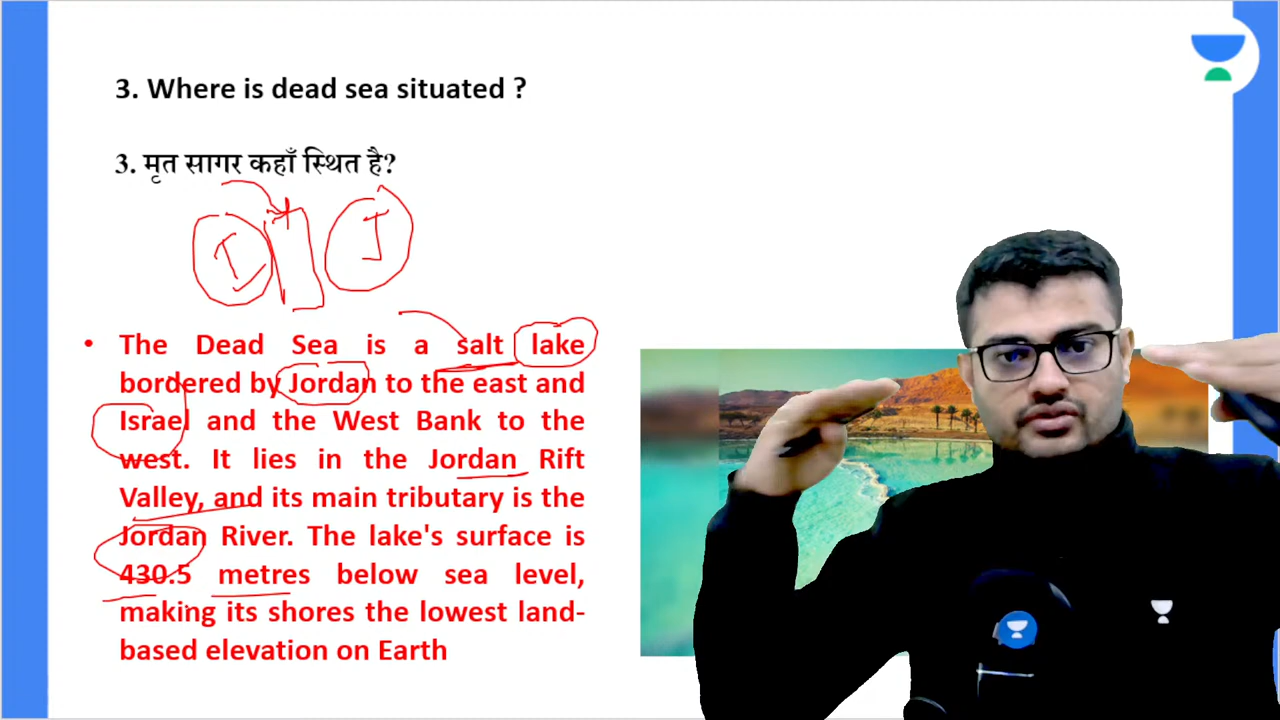 3. Where is dead sea situated ?
3. मृत सागर कहाँ स्थित है?
I J
• The Dead Sea is a salt lake
bordered by Jordan to the east and
Israel and the West Bank to the
west. It lies in the Jordan Rift
Valley, and its main tributary is the
Jordan River. The lake's surface is
430.5 metres below sea level,
making its shores the lowest land-
based elevation on Earth